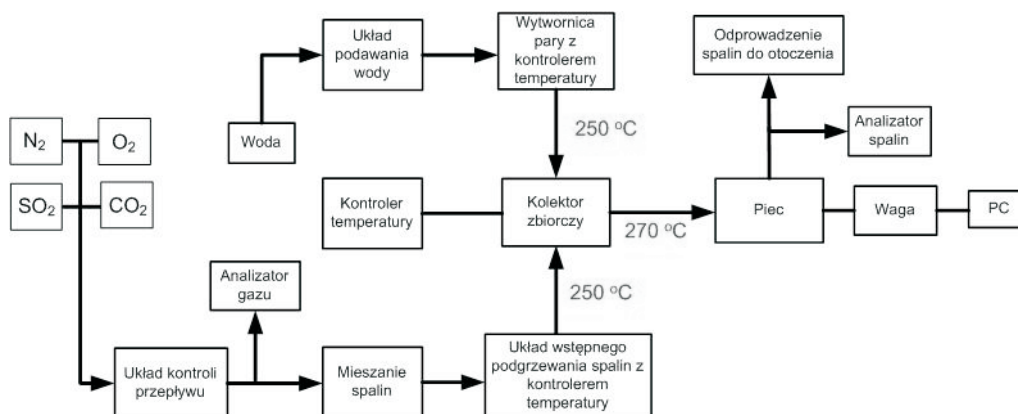 Układ
podawania
wody
Wytwornica
pary z
kontrolerem
temperatury
Odprowadzenie
spalin do otoczenia
Woda
250 °C
Analizator
spalin
N₂
O₂
SO₂
CO₂
Kontroler
temperatury
Kolektor
zbiorczy
270 °C
Piec
Waga
PC
Analizator
gazu
250 °C
Układ kontroli
przepływu
Mieszanie
spalin
Układ wstępnego
podgrzewania spalin z
kontrolerem
temperatury